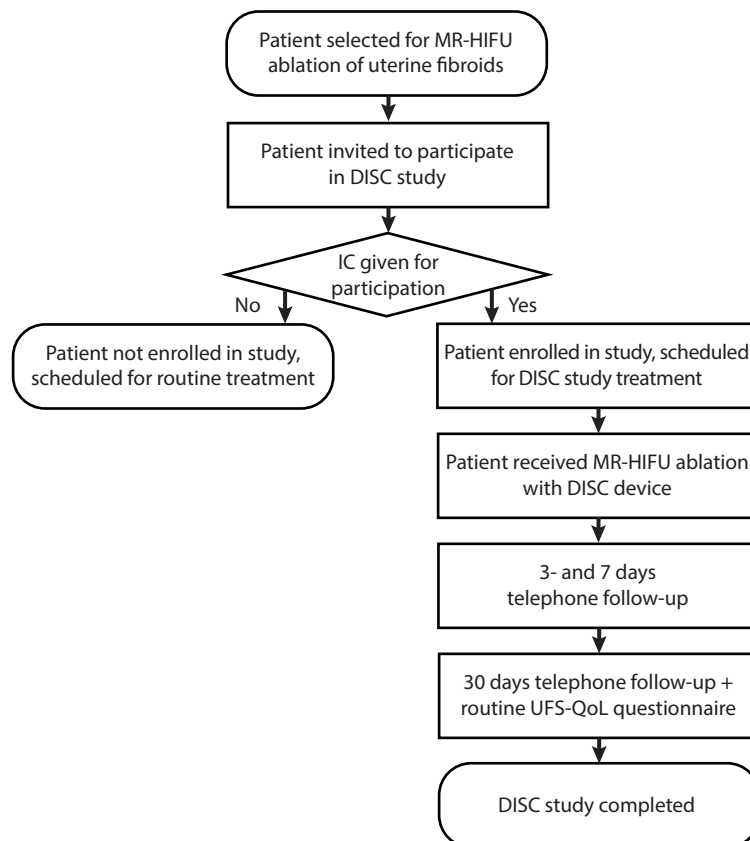 Patient selected for MR-HIFU
ablation of uterine fibroids
Patient invited to participate
in DISC study
IC given for
participation
No
Yes
Patient not enrolled in study,
scheduled for routine treatment
Patient enrolled in study, scheduled
for DISC study treatment
Patient received MR-HIFU ablation
with DISC device
3- and 7 days
telephone follow-up
30 days telephone follow-up +
routine UFS-QoL questionnaire
DISC study completed